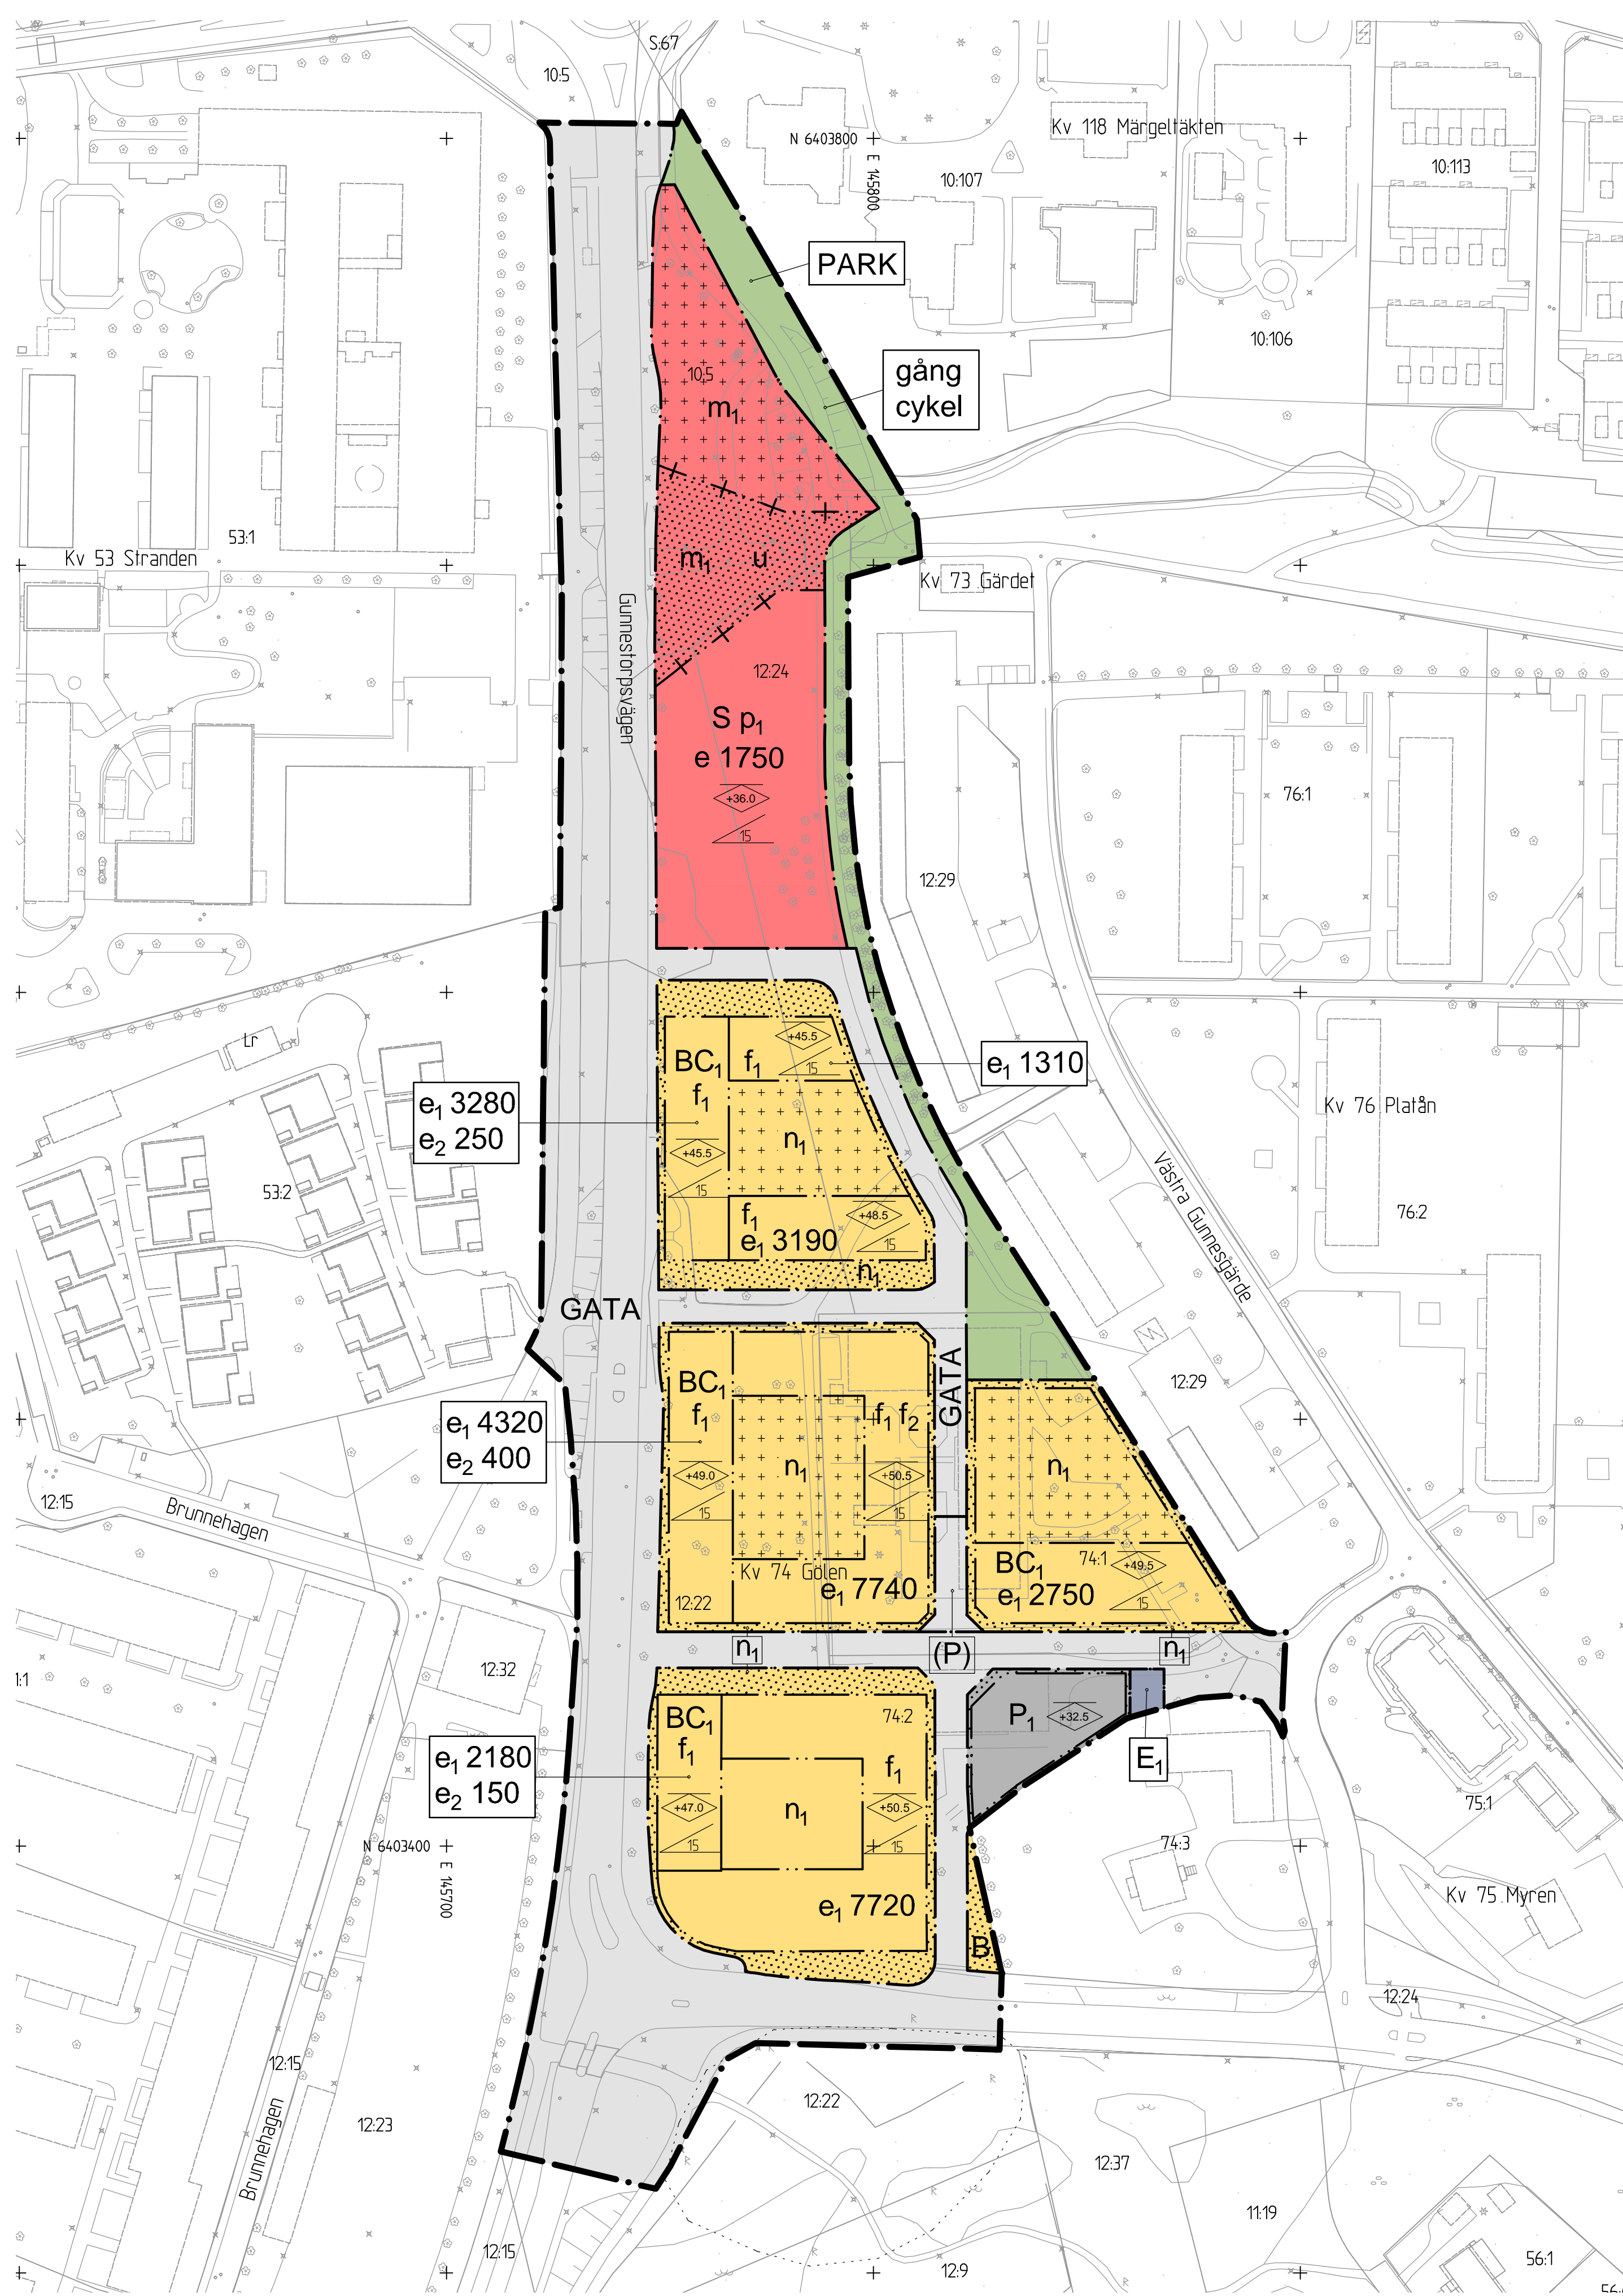 S:67
10:5
Kv 118 Märgeltäkten
N 6403800
E 145800
10:113
10:107
PARK
10:106
gång
cykel
10:5
m1
53:1
Kv 53 Stranden
m1
u
Kv 73 Gärdet
Gunnestorpsvägen
12:24
S p1
e 1750
+36.0
15
76:1
12:29
Lr
+45.5
15
BC1
f1
f1
e1 1310
e1 3280
e2 250
Kv 76 Platån
n1
+45.5
15
Västra Gunnesgärde
53:2
76:2
f1
e1 3190
+48.5
15
n1
GATA
GATA
12:29
BC1
f1
e1 4320
e2 400
f1 f2
n1
n1
+49.0
15
+50.5
15
12:15
Brunnehagen
BC1
74:1
+49.5
e1 2750
15
Kv 74 Gölen
e1 7740
12:22
n1
(P)
n1
12:32
1:1
BC1
f1
74:2
P1
+32.5
E1
e1 2180
e2 150
f1
n1
+47.0
15
+50.5
15
75:1
74:3
N 6403400
E 145700
Kv 75 Myren
e1 7720
B
12:24
12:15
12:22
12:23
Brunnehagen
12:37
11:19
12:15
12:9
56:1